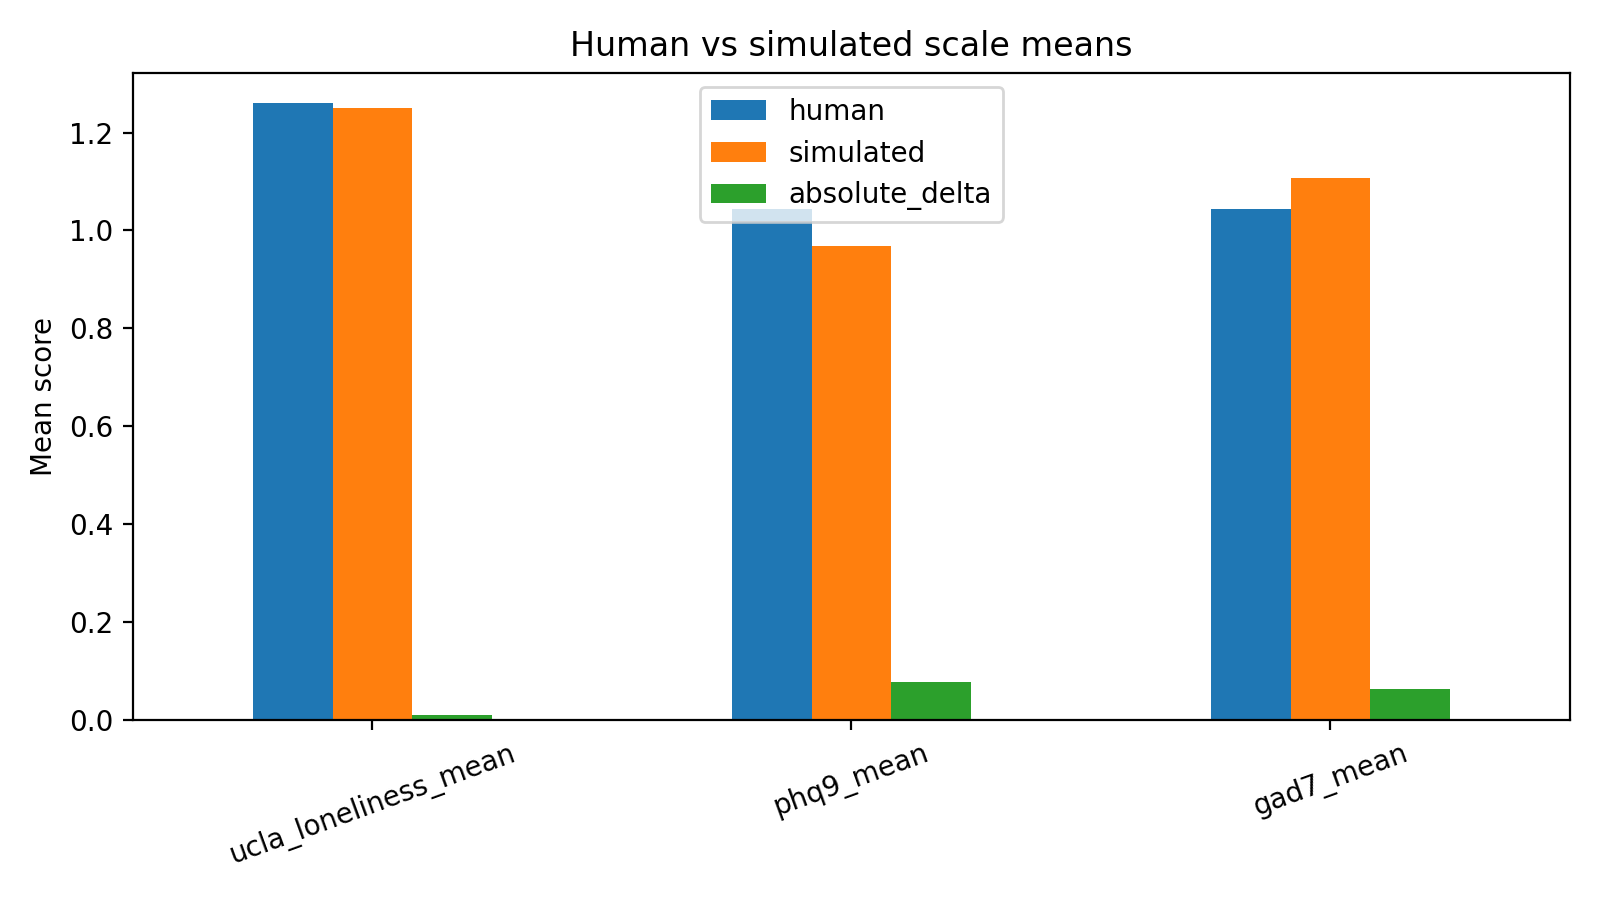 Human vs simulated scale means
human
simulated
absolute_delta
Mean score
1.2
1.0
0.8
0.6
0.4
0.2
0.0
ucla_loneliness_mean
phq9_mean
gad7_mean